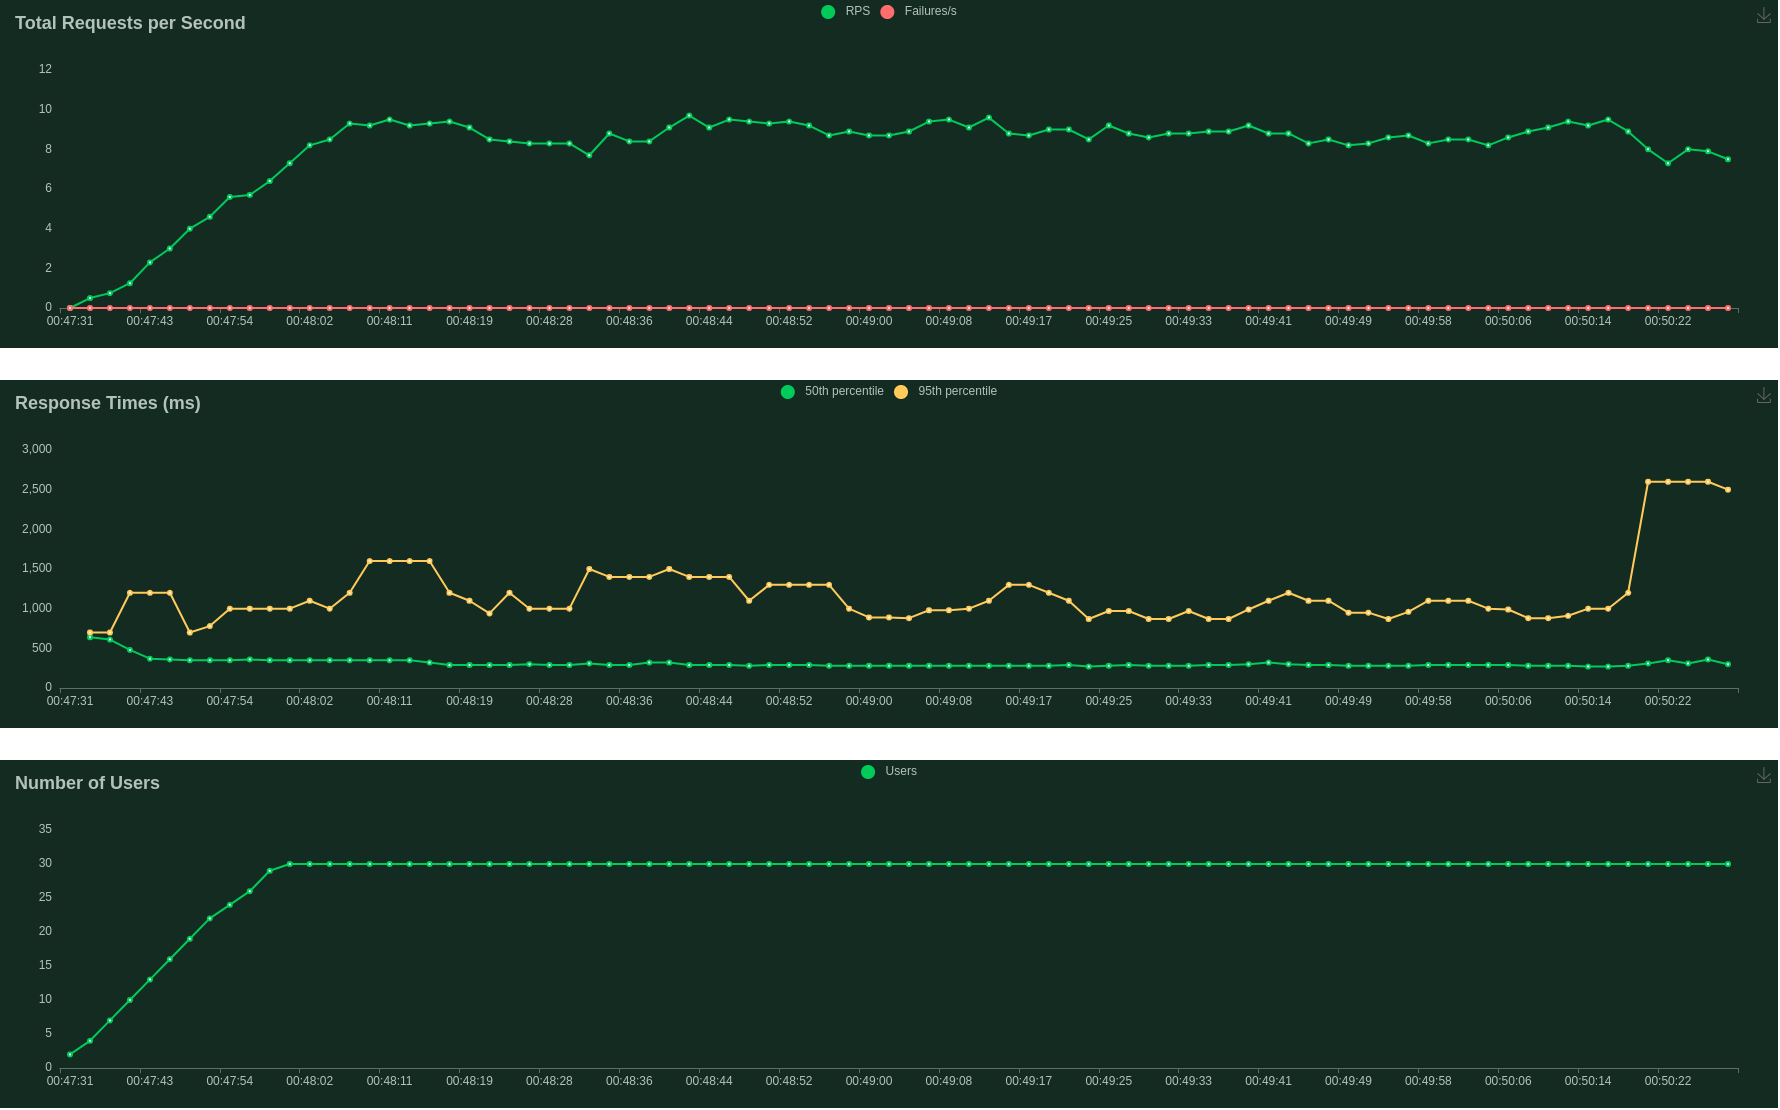 Total Requests per Second
RPS Failures/s
12
10
8
6
4
2
0
00:47:31 00:47:43 00:47:54 00:48:02 00:48:11 00:48:19 00:48:28 00:48:36 00:48:44 00:48:52 00:49:00 00:49:08 00:49:17 00:49:25 00:49:33 00:49:41 00:49:49 00:49:58 00:50:06 00:50:14 00:50:22
Response Times (ms)
50th percentile 95th percentile
3,000
2,500
2,000
1,500
1,000
500
0
00:47:31 00:47:43 00:47:54 00:48:02 00:48:11 00:48:19 00:48:28 00:48:36 00:48:44 00:48:52 00:49:00 00:49:08 00:49:17 00:49:25 00:49:33 00:49:41 00:49:49 00:49:58 00:50:06 00:50:14 00:50:22
Number of Users
Users
35
30
25
20
15
10
5
0
00:47:31 00:47:43 00:47:54 00:48:02 00:48:11 00:48:19 00:48:28 00:48:36 00:48:44 00:48:52 00:49:00 00:49:08 00:49:17 00:49:25 00:49:33 00:49:41 00:49:49 00:49:58 00:50:06 00:50:14 00:50:22